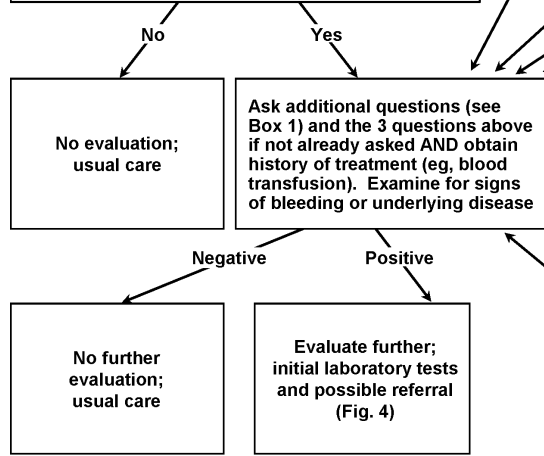 No
Yes
No evaluation;
usual care
Ask additional questions (see
Box 1) and the 3 questions above
if not already asked AND obtain
history of treatment (eg, blood
transfusion).  Examine for signs
of bleeding or underlying disease
Negative
Positive
No further
evaluation;
usual care
Evaluate further;
initial laboratory tests
and possible referral
(Fig. 4)